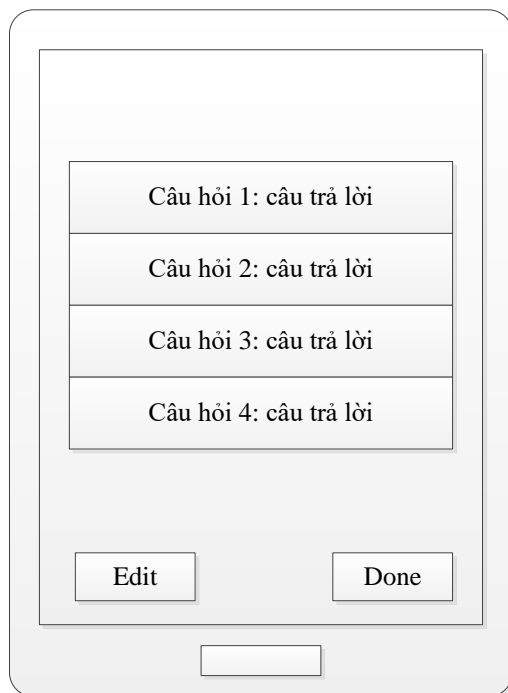 Câu hỏi 1: câu trả lời
Câu hỏi 2: câu trả lời
Câu hỏi 3: câu trả lời
Câu hỏi 4: câu trả lời
Edit
Done